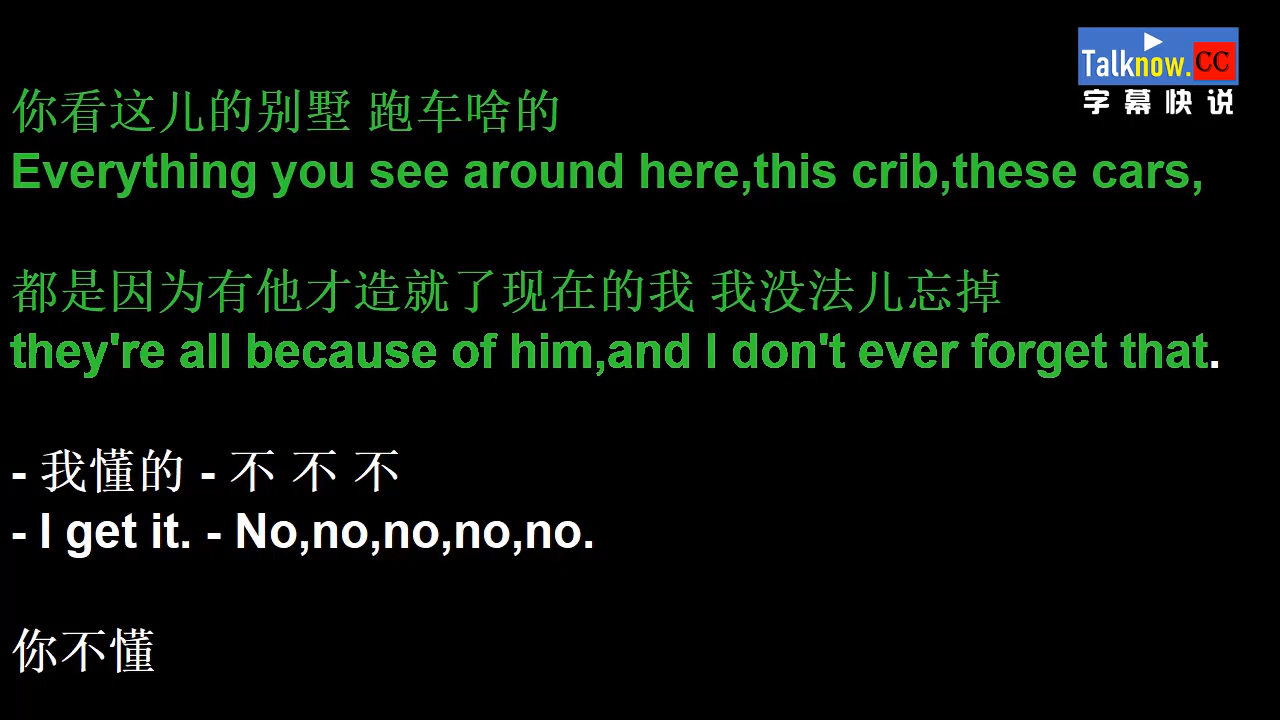 Talknow.CC
字幕快说
你看这儿的别墅 跑车啥的
Everything you see around here,this crib,these cars,
都是因为有他才造就了现在的我 我没法儿忘掉
they're all because of him,and I don't ever forget that.
- 我懂的 - 不 不 不
- I get it. - No,no,no,no,no.
你不懂